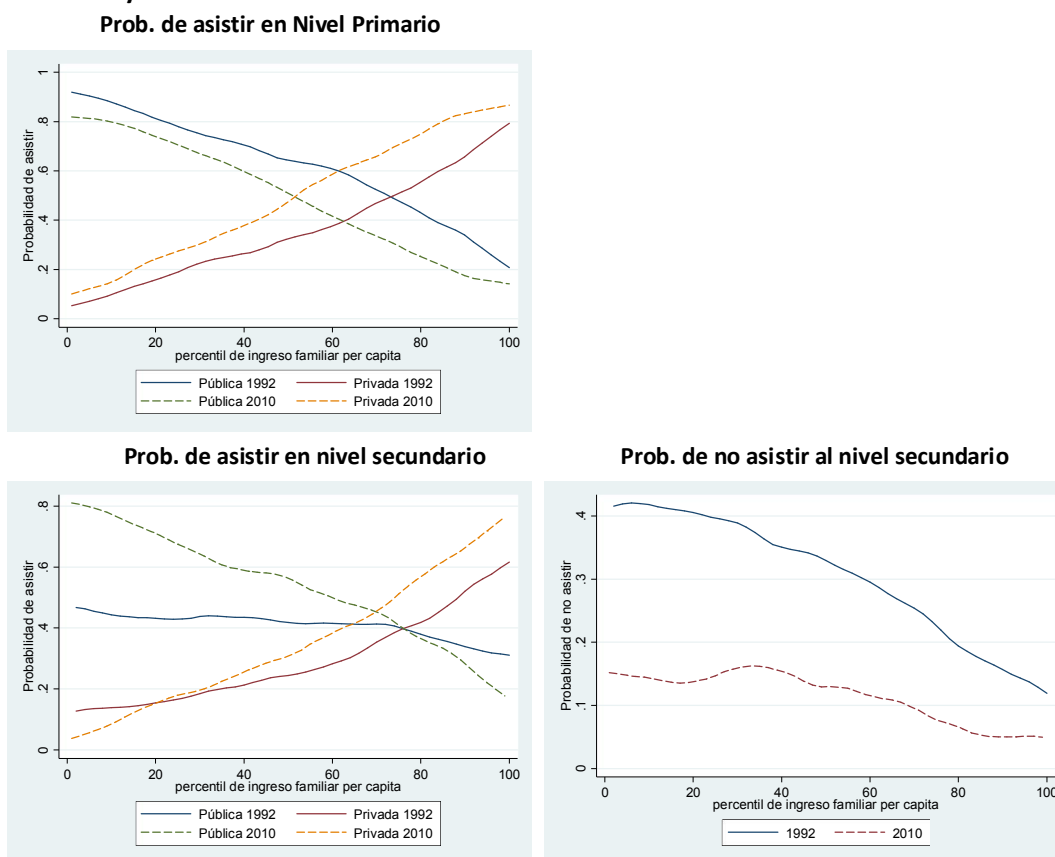 Prob. de asistir en Nivel Primario
Probabilidad de asistir
1
.8
.6
.4
.2
0
0 20 40 60 80 100
percentil de ingreso familiar per capita
Pública 1992 Privada 1992
Pública 2010 Privada 2010
Prob. de asistir en nivel secundario
Probabilidad de asistir
.8
.6
.4
.2
0
0 20 40 60 80 100
percentil de ingreso familiar per capita
Pública 1992 Privada 1992
Pública 2010 Privada 2010
Prob. de no asistir al nivel secundario
Probabilidad de no asistir
.4
.3
.2
.1
0
0 20 40 60 80 100
percentil de ingreso familiar per capita
1992 2010